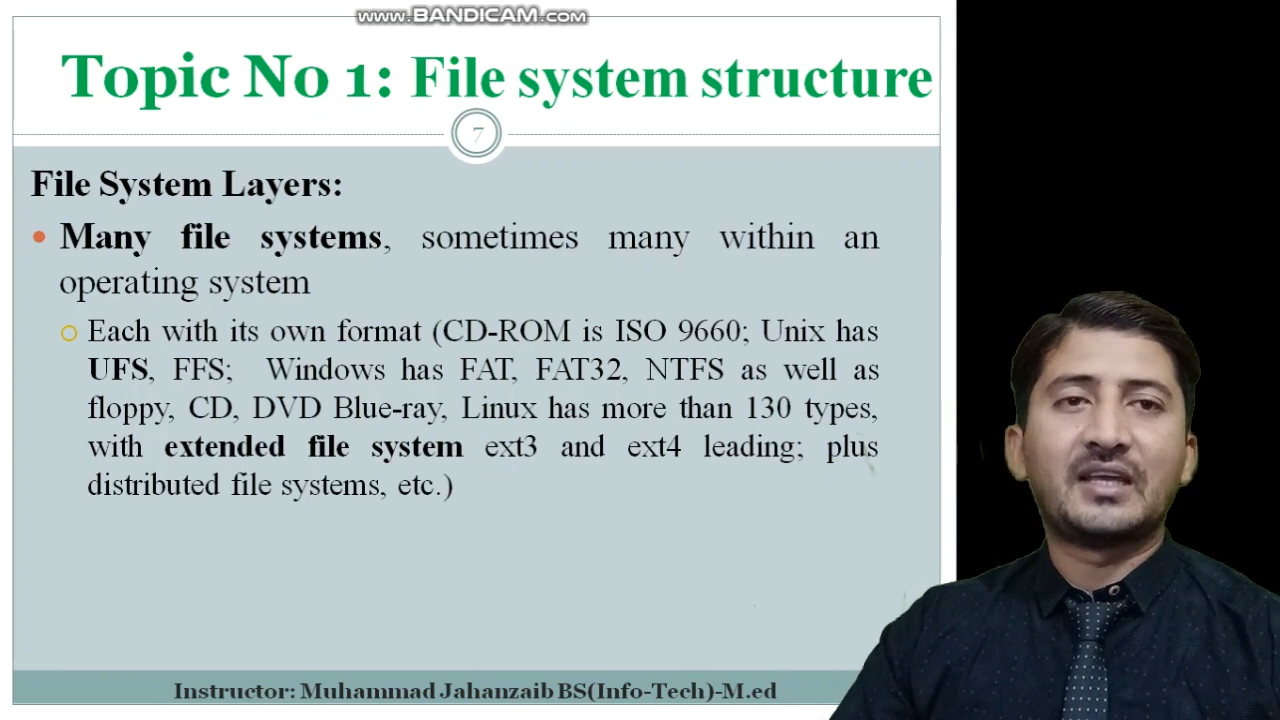 www.BANDICAM.com
Topic No 1: File system structure
7
File System Layers:
• Many file systems, sometimes many within an
operating system
Each with its own format (CD-ROM is ISO 9660; Unix has
UFS, FFS; Windows has FAT, FAT32, NTFS as well as
floppy, CD, DVD Blue-ray, Linux has more than 130 types,
with extended file system ext3 and ext4 leading; plus
distributed file systems, etc.)
Instructor: Muhammad Jahanzaib BS(Info-Tech)-M.ed